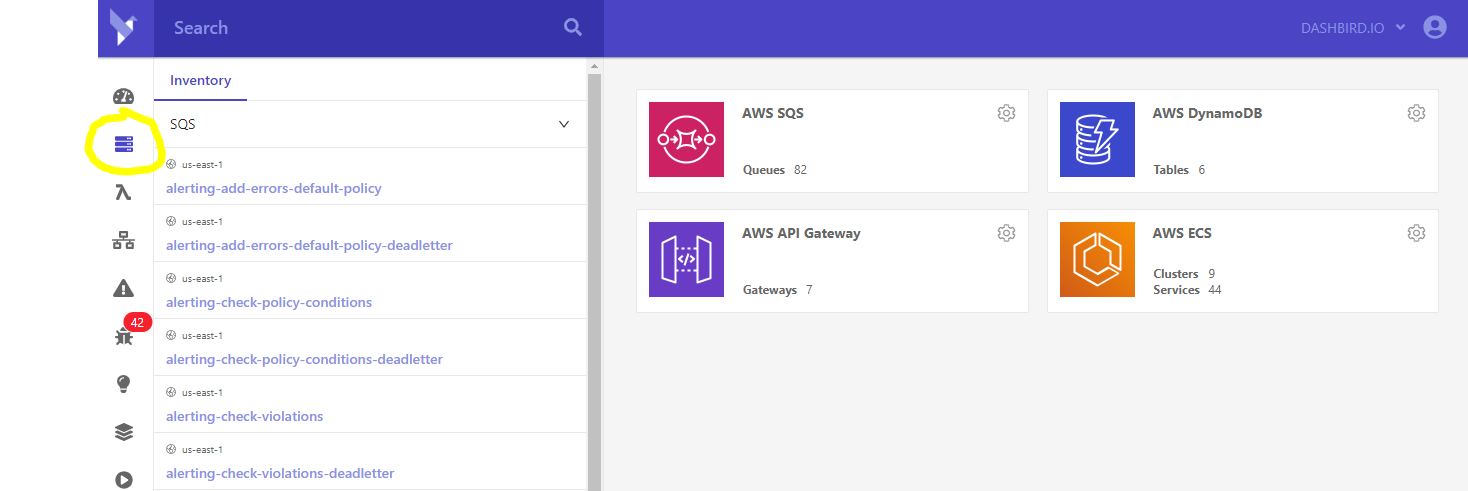 Search
DASHBIRD.IO
Inventory
SQS
us-east-1
alerting-add-errors-default-policy
us-east-1
alerting-add-errors-default-policy-deadletter
us-east-1
alerting-check-policy-conditions
us-east-1
alerting-check-policy-conditions-deadletter
us-east-1
alerting-check-violations
us-east-1
alerting-check-violations-deadletter
42
AWS SQS
Queues 82
AWS DynamoDB
Tables 6
AWS API Gateway
Gateways 7
AWS ECS
Clusters 9
Services 44